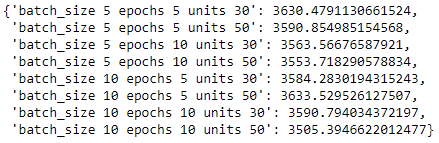 {'batch_size 5 epochs 5 units 30': 3630.4791130661524,
'batch_size 5 epochs 5 units 50': 3590.854985154568,
'batch_size 5 epochs 10 units 30': 3563.56676587921,
'batch_size 5 epochs 10 units 50': 3553.718290578834,
'batch_size 10 epochs 5 units 30': 3584.2830194315243,
'batch_size 10 epochs 5 units 50': 3633.529526127507,
'batch_size 10 epochs 10 units 30': 3590.794034372197,
'batch_size 10 epochs 10 units 50': 3505.3946622012477}